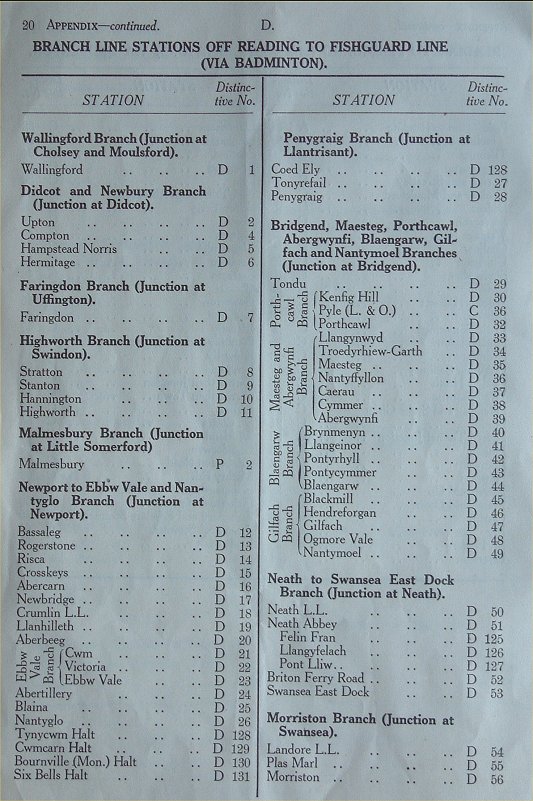 20 APPENDIX—continued. D.
BRANCH LINE STATIONS OFF READING TO FISHGUARD LINE
(VIA BADMINTON).
STATION Distinctive No.
Wallingford Branch (Junction at
Cholsey and Moulsford).
Wallingford .. .. .. D 1
Didcot and Newbury Branch
(Junction at Didcot).
Upton .. .. .. .. D 2
Compton .. .. .. .. D 4
Hampstead Norris .. .. D 5
Hermitage .. .. .. .. D 6
Faringdon Branch (Junction at
Uffington).
Faringdon .. .. .. .. D 7
Highworth Branch (Junction at
Swindon).
Stratton .. .. .. .. D 8
Stanton .. .. .. .. D 9
Hannington .. .. .. D 10
Highworth .. .. .. .. D 11
Malmesbury Branch (Junction
at Little Somerford)
Malmesbury .. .. .. P 2
Newport to Ebbw Vale and Nan-
tyglo Branch (Junction at
Newport).
Bassaleg .. .. .. .. D 12
Rogerstone .. .. .. .. D 13
Risca .. .. .. .. D 14
Crosskeys .. .. .. .. D 15
Abercarn .. .. .. .. D 16
Newbridge .. .. .. .. D 17
Crumlin L.L. .. .. .. D 18
Llanhilleth .. .. .. .. D 19
Aberbeeg .. .. .. .. D 20
Ebbw Vale Branch
Cwm .. .. .. D 21
Victoria .. .. .. D 22
Ebbw Vale .. .. D 23
Abertillery .. .. .. D 24
Blaina .. .. .. .. D 25
Nantyglo .. .. .. .. D 26
Tynycwm Halt .. .. .. D 128
Cwmcarn Halt .. .. .. D 129
Bournville (Mon.) Halt .. .. D 130
Six Bells Halt .. .. .. D 131
STATION Distinctive No.
Penygraig Branch (Junction at
Llantrisant).
Coed Ely .. .. .. .. D 128
Tonyrefail .. .. .. .. D 27
Penygraig .. .. .. .. D 28
Bridgend, Maesteg, Porthcawl,
Abergwynfi, Blaengarw, Gil-
fach and Nantymoel Branches
(Junction at Bridgend).
Tondu .. .. .. .. D 29
Porthcawl Branch
Kenfig Hill .. .. D 30
Pyle (L. & O.) .. .. C 36
Porthcawl .. .. D 32
Maesteg and Abergwynfi Branch
Llangynwyd .. .. D 33
Troedyrhiew-Garth .. D 34
Maesteg .. .. .. D 35
Nantyffyllon .. .. D 36
Caerau .. .. .. D 37
Cymmer .. .. .. D 38
Abergwynfi .. .. D 39
Blaengarw Branch
Brynmenyn .. .. .. D 40
Llangeinor .. .. .. D 41
Pontyrhyll .. .. .. D 42
Pontycymmer .. .. D 43
Blaengarw .. .. .. D 44
Gilfach Branch
Blackmill .. .. .. D 45
Hendreforgan .. .. D 46
Gilfach .. .. .. D 47
Ogmore Vale .. .. D 48
Nantymoel .. .. .. D 49
Neath to Swansea East Dock
Branch (Junction at Neath).
Neath L.L. .. .. .. D 50
Neath Abbey .. .. .. D 51
Felin Fran .. .. .. D 125
Llangyfelach .. .. .. D 126
Pont Lliw.. .. .. .. D 127
Briton Ferry Road .. .. .. D 52
Swansea East Dock .. .. D 53
Morriston Branch (Junction at
Swansea).
Landore L.L. .. .. .. D 54
Plas Marl .. .. .. D 55
Morriston .. .. .. .. D 56